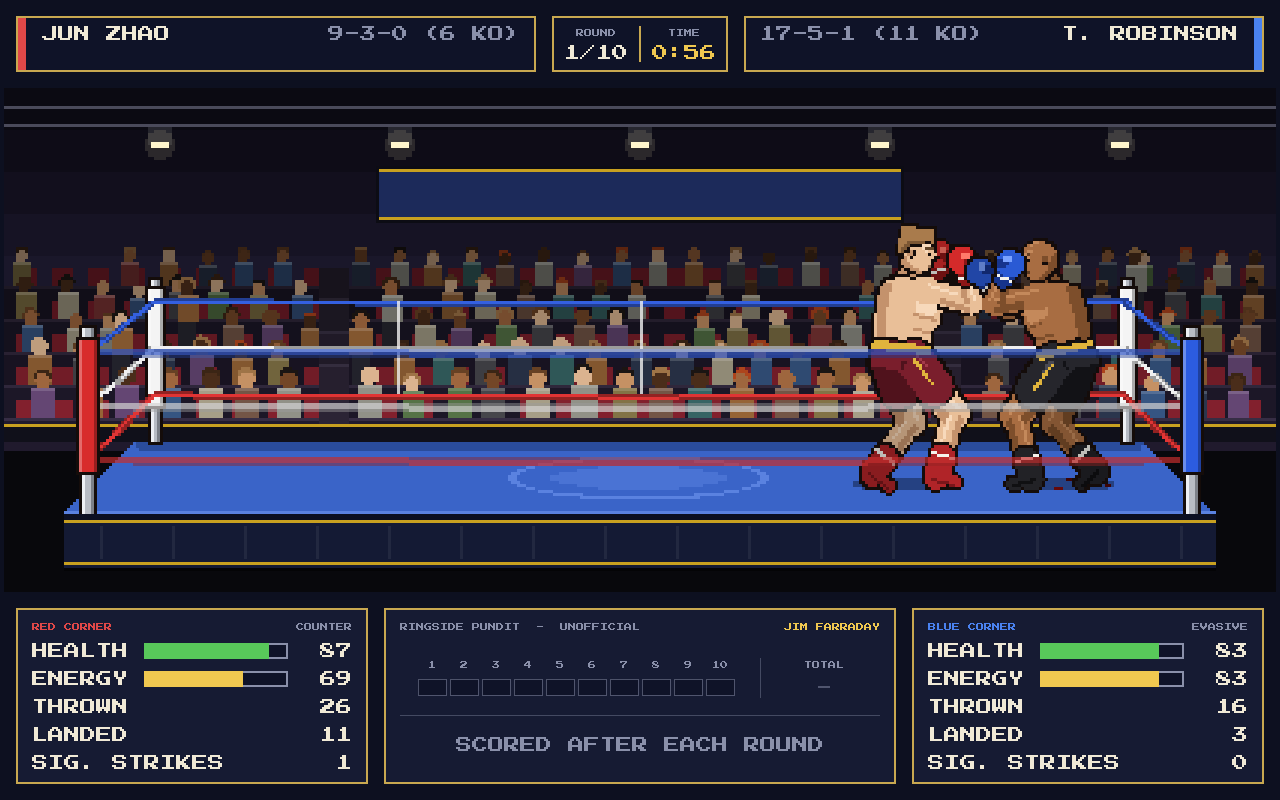 JUN ZHAO 9-3-0 (6 KO)
ROUND TIME
1/10 0:56
17-5-1 (11 KO) T. ROBINSON
RED CORNER COUNTER
HEALTH 87
ENERGY 69
THROWN 26
LANDED 11
SIG. STRIKES 1
RINGSIDE PUNDIT - UNOFFICIAL JIM FARRADAY
1 2 3 4 5 6 7 8 9 10 TOTAL
—
SCORED AFTER EACH ROUND
BLUE CORNER EVASIVE
HEALTH 83
ENERGY 83
THROWN 16
LANDED 3
SIG. STRIKES 0